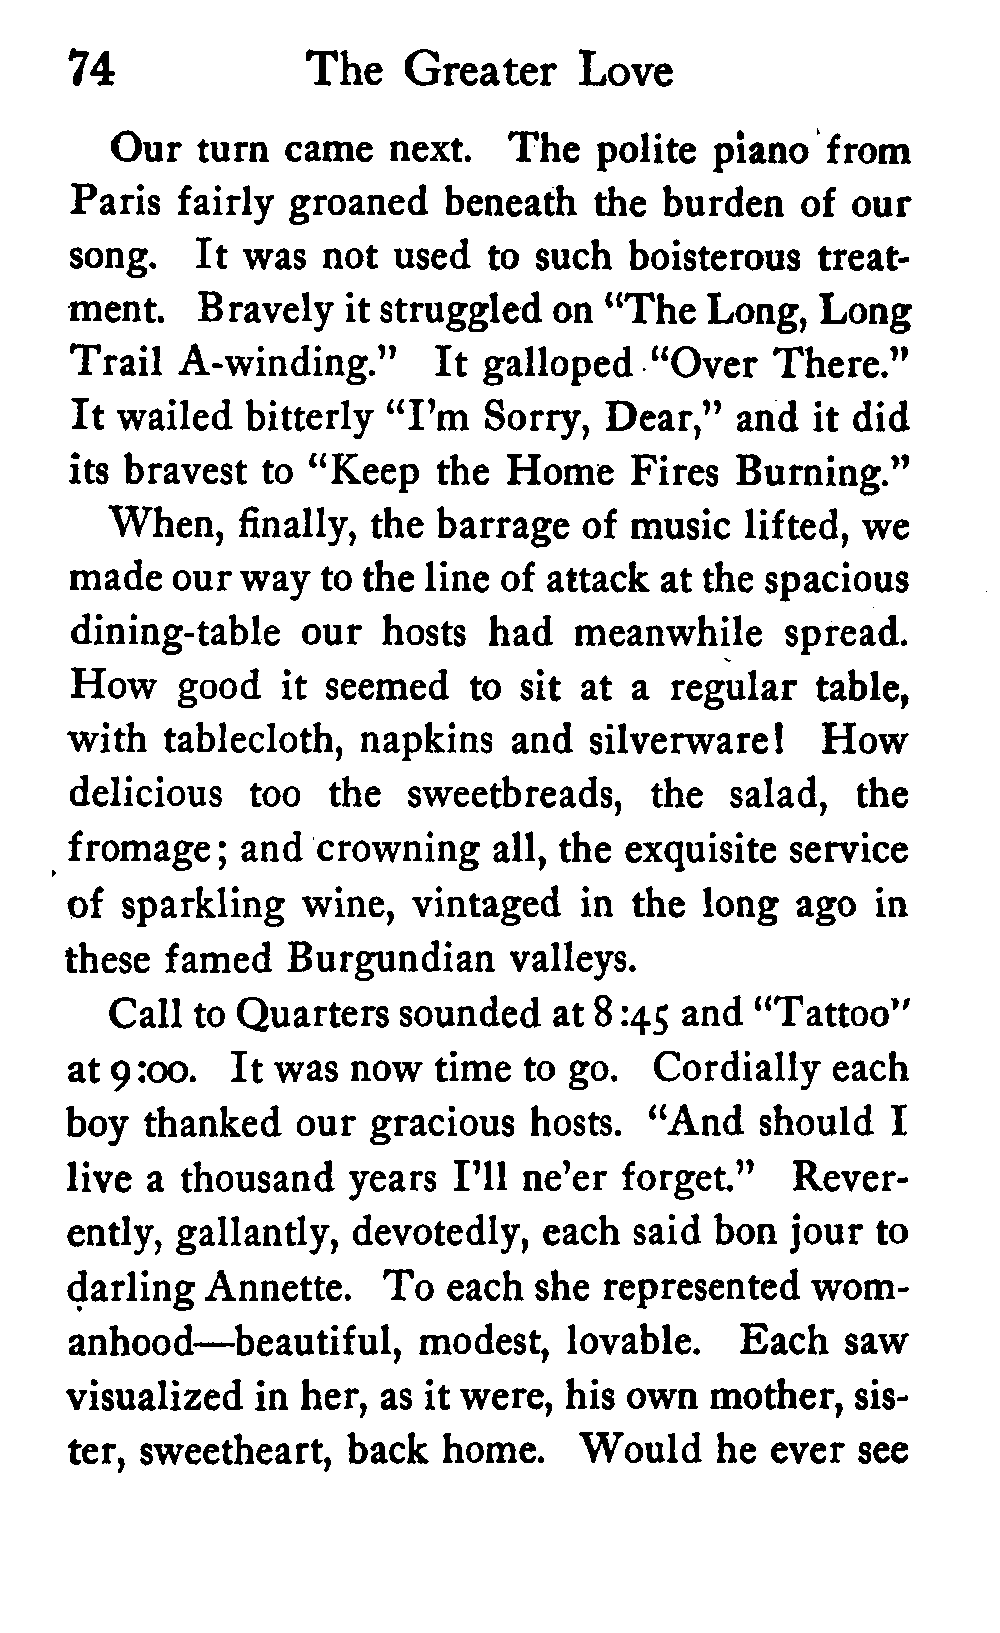 74 The Greater Love
Our turn came next. The polite piano from
Paris fairly groaned beneath the burden of our
song. It was not used to such boisterous treat-
ment. Bravely it struggled on “The Long, Long
Trail A-winding.” It galloped “Over There.”
It wailed bitterly “I’m Sorry, Dear,” and it did
its bravest to “Keep the Home Fires Burning.”
When, finally, the barrage of music lifted, we
made our way to the line of attack at the spacious
dining-table our hosts had meanwhile spread.
How good it seemed to sit at a regular table,
with tablecloth, napkins and silverware! How
delicious too the sweetbreads, the salad, the
fromage; and crowning all, the exquisite service
of sparkling wine, vintaged in the long ago in
these famed Burgundian valleys.
Call to Quarters sounded at 8:45 and “Tattoo”
at 9:00. It was now time to go. Cordially each
boy thanked our gracious hosts. “And should I
live a thousand years I’ll ne’er forget.” Rever-
ently, gallantly, devotedly, each said bon jour to
darling Annette. To each she represented wom-
anhood—beautiful, modest, lovable. Each saw
visualized in her, as it were, his own mother, sis-
ter, sweetheart, back home. Would he ever see